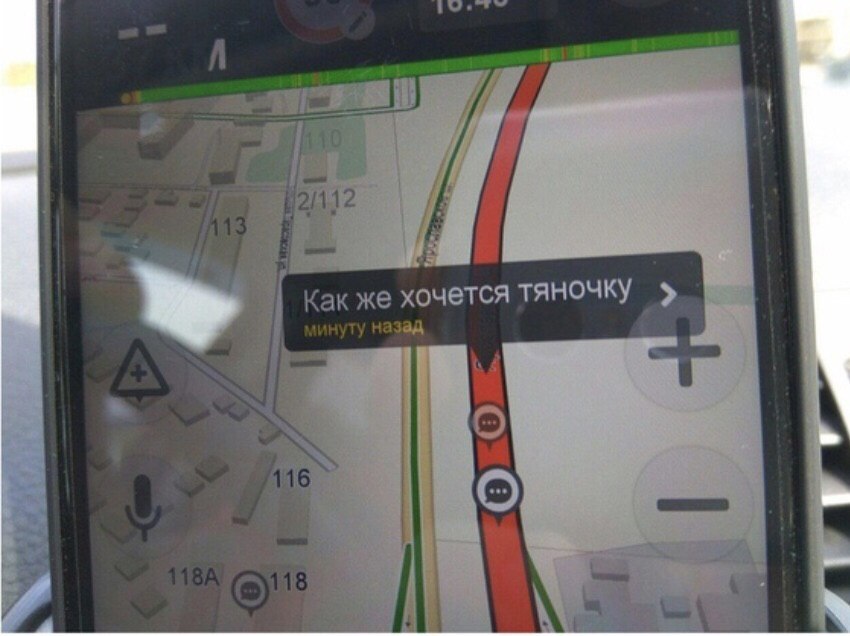 110
2/112
113
Как же хочется тяночку
минуту назад
116
118А
118